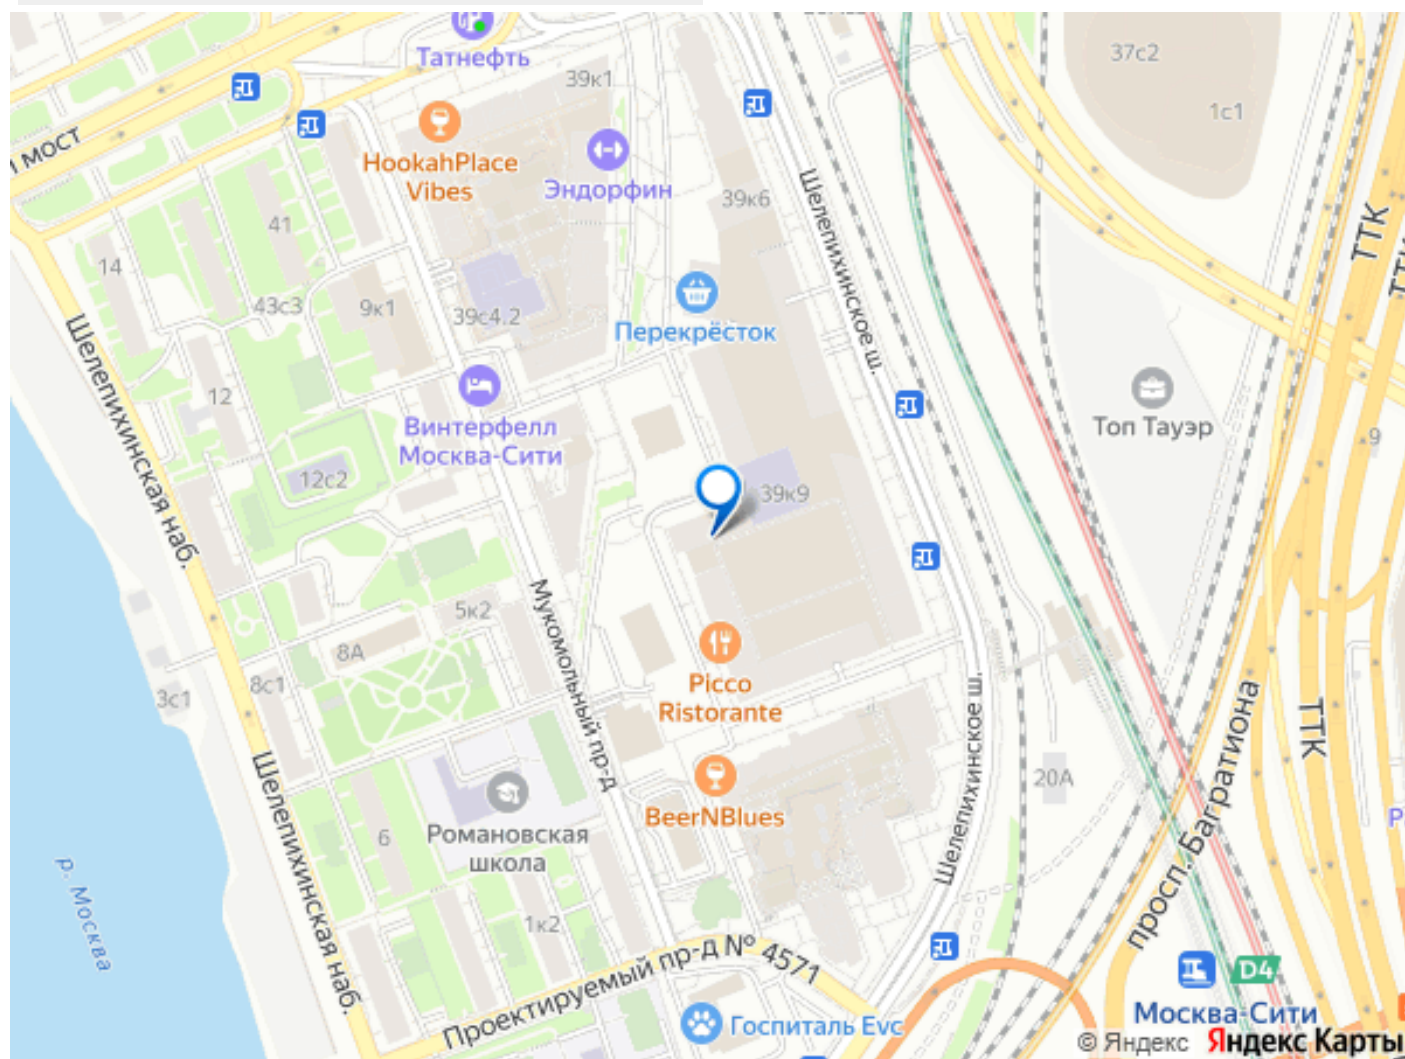 Татнефть
39к1
37с2
1с1
й мост
HookahPlace
Vibes
Эндорфин
39к6
Шелепихинское ш.
ТТК
ТТК
41
14
43с3
9к1
39с4.2
Перекрёсток
Шелепихинская наб.
12
Винтерфелл
Москва-Сити
Топ Тауэр
9
12с2
39к9
Мукомольный пр-д
5к2
8А
8с1
3с1
Picco
Ristorante
Шелепихинское ш.
просп. Багратиона
ТТК
20А
BeerNBlues
Шелепихинская наб.
6
Романовская
школа
р. Москва
1к2
Проектируемый пр-д № 4571
D4
Москва-Сити
Госпиталь Evc
© Яндекс Яндекс Карты